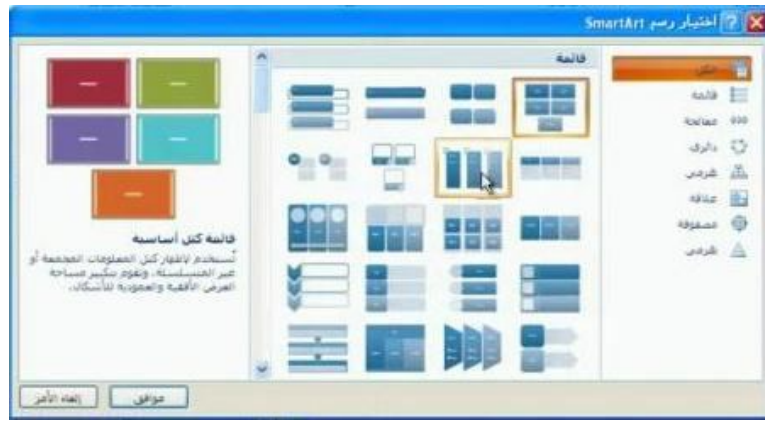 اختيار رسم SmartArt
قائمة
الكل
قائمة
معالجة
دائري
هرمي
علاقة
مصفوفة
هرمي
قائمة كتل أساسية
تُستخدم لإظهار كتل المعلومات المجمعة أو
غير المتسلسلة. وتقوم بتكبير مساحة
العرض الأفقية والعمودية للأشكال.
موافق
إلغاء الأمر